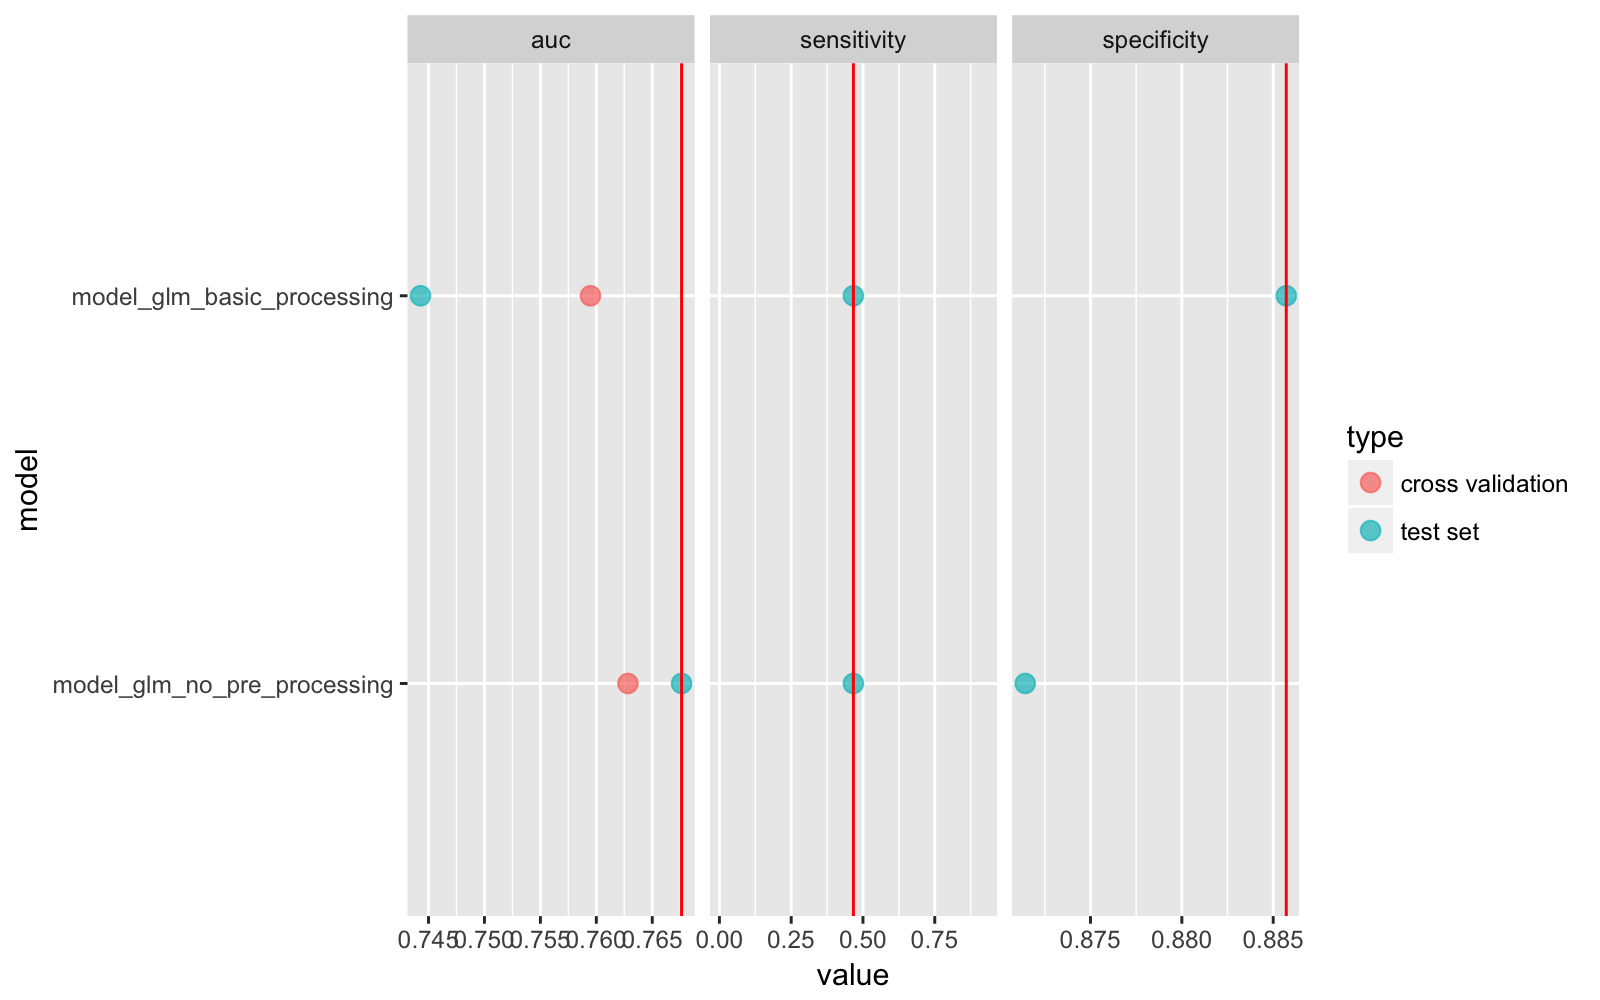 auc sensitivity specificity
model_glm_basic_processing
model
type
cross validation
test set
model_glm_no_pre_processing
0.745 0.750 0.755 0.760 0.765 0.00 0.25 0.50 0.75 0.875 0.880 0.885
value